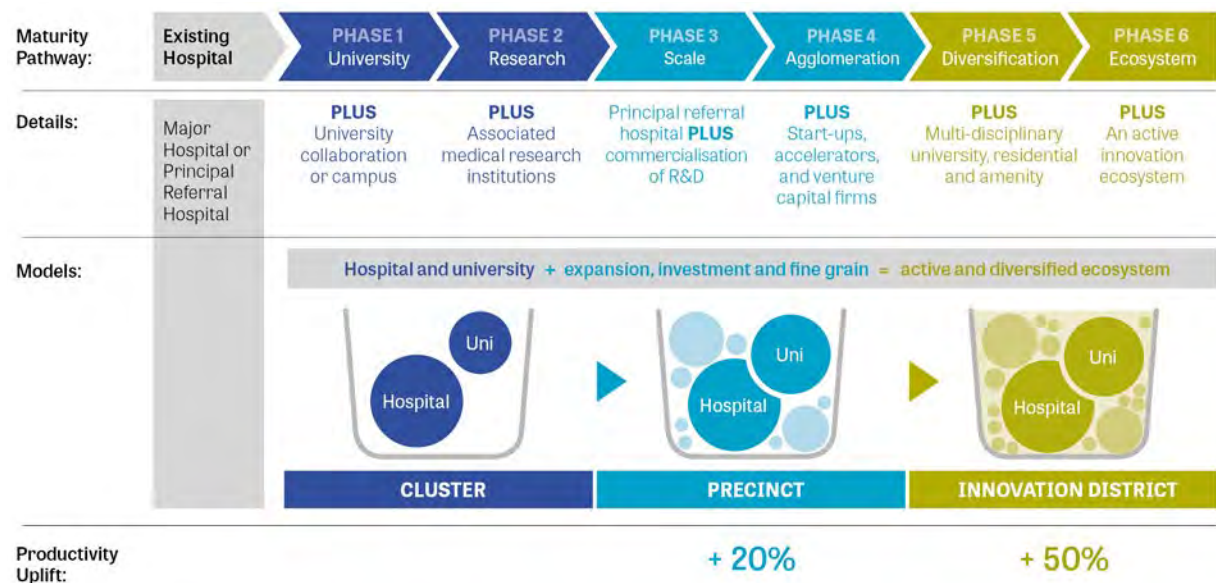 Maturity
Pathway:
Existing
Hospital
PHASE 1
University
PHASE 2
Research
PHASE 3
Scale
PHASE 4
Agglomeration
PHASE 5
Diversification
PHASE 6
Ecosystem
Details:
Major
Hospital or
Principal
Referral
Hospital
PLUS
University
collaboration
or campus
PLUS
Associated
medical research
institutions
Principal referral
hospital PLUS
commercialisation
of R&D
PLUS
Start-ups,
accelerators,
and venture
capital firms
PLUS
Multi-disciplinary
university, residential
and amenity
PLUS
An active
innovation
ecosystem
Models:
Hospital and university + expansion, investment and fine grain = active and diversified ecosystem
Uni
Hospital
Uni
Hospital
Uni
Hospital
CLUSTER
PRECINCT
INNOVATION DISTRICT
Productivity
Uplift:
+ 20%
+ 50%